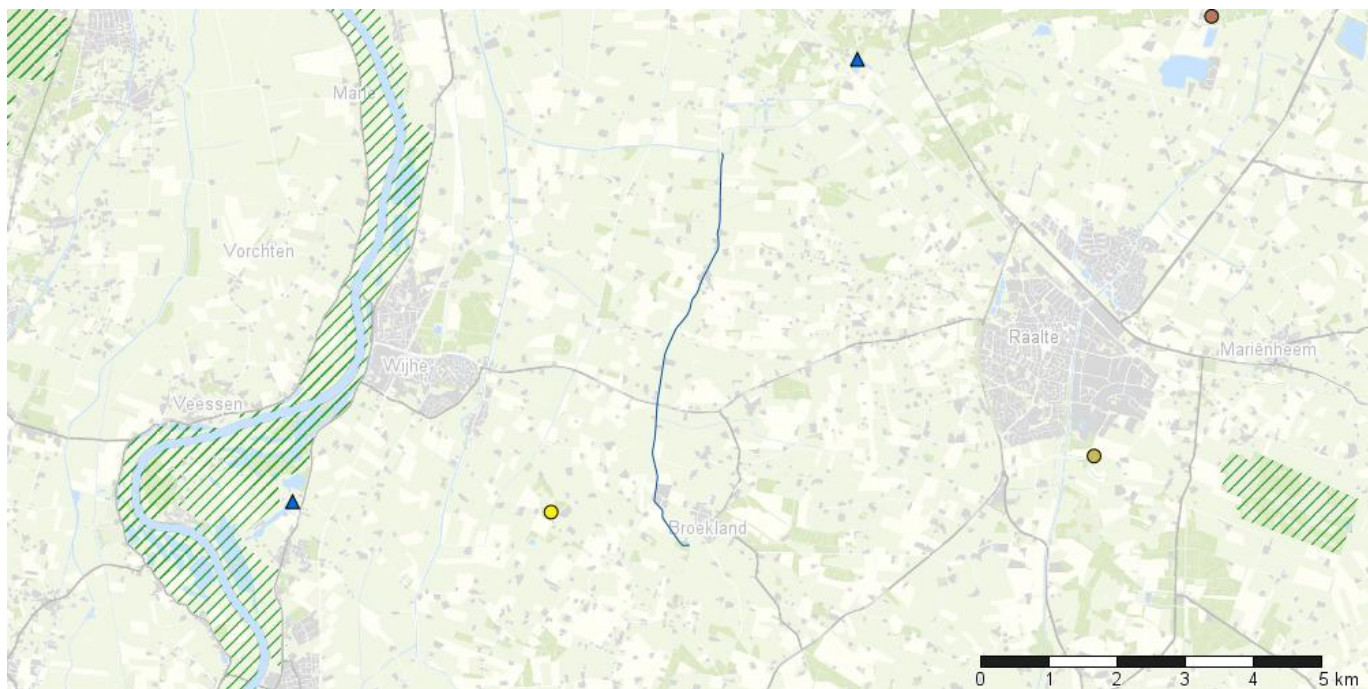 Marle
Vorchten
Raalte
Mariënheem
Wijhe
Veessen
Broekland
0 1 2 3 4 5 km